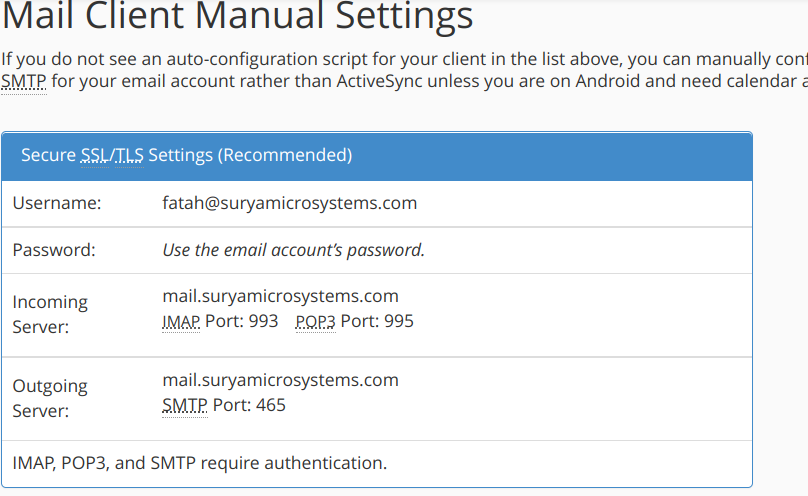 Mail Client Manual Settings
If you do not see an auto-configuration script for your client in the list above, you can manually
SMTP for your email account rather than ActiveSync unless you are on Android and need calendar
Secure SSL/TLS Settings (Recommended)
Username: fatah@suryamicrosystems.com
Password: Use the email account's password.
Incoming Server: mail.suryamicrosystems.com
IMAP Port: 993 POP3 Port: 995
Outgoing Server: mail.suryamicrosystems.com
SMTP Port: 465
IMAP, POP3, and SMTP require authentication.